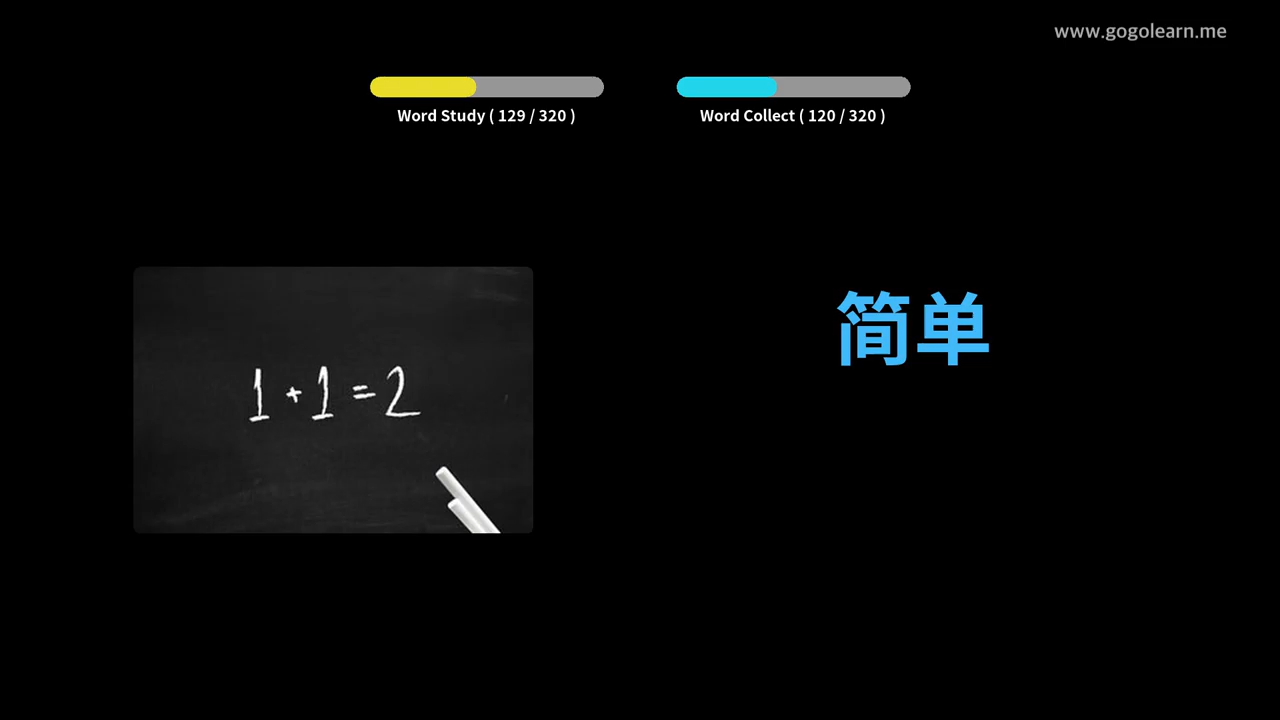 www.gogolearn.me
Word Study ( 129 / 320 )
Word Collect ( 120 / 320 )
1 + 1 = 2
简单